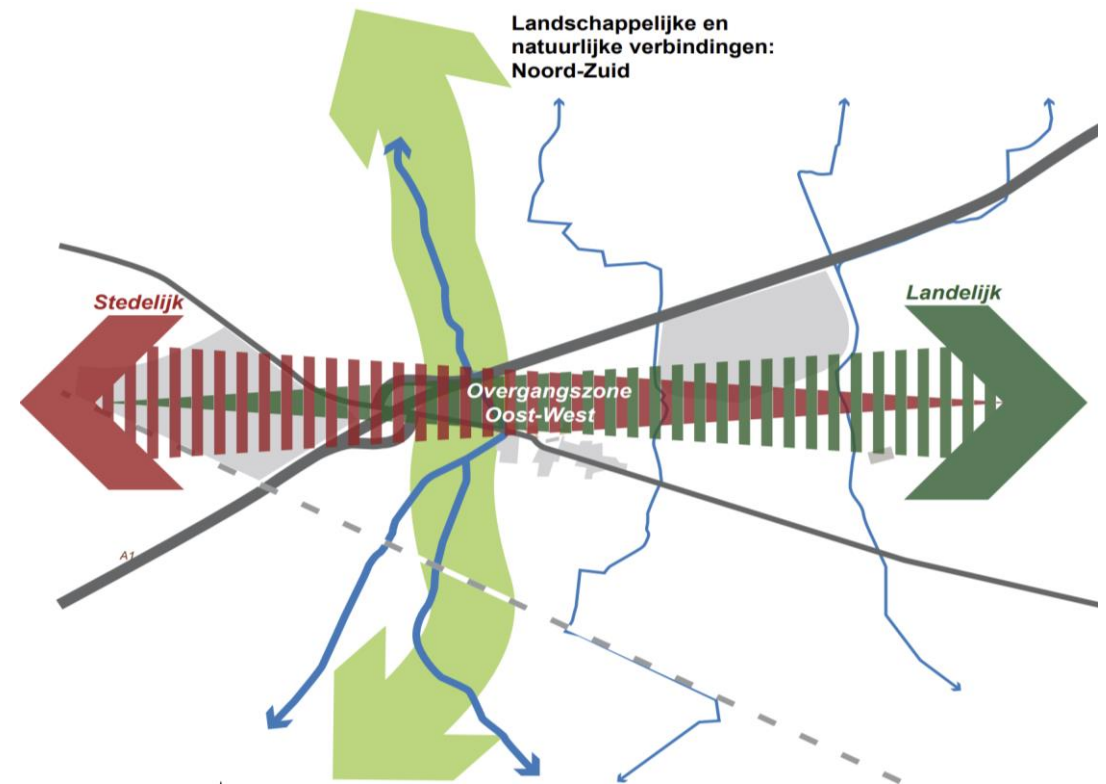 Landschappelijke en
natuurlijke verbindingen:
Noord-Zuid
Stedelijk
Landelijk
Overgangszone
Oost-West
A1